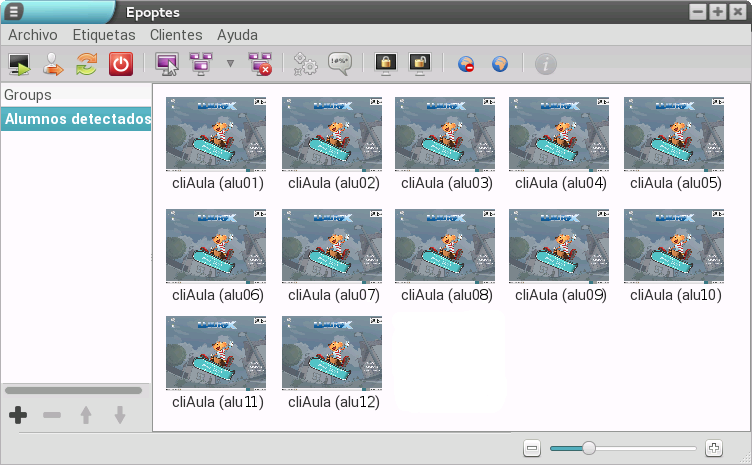 Epoptes
Archivo Etiquetas Clientes Ayuda
!#%*
Groups
Alumnos detectados
cliAula (alu01) cliAula (alu02) cliAula (alu03) cliAula (alu04) cliAula (alu05)
cliAula (alu06) cliAula (alu07) cliAula (alu08) cliAula (alu09) cliAula (alu10)
cliAula (alu11) cliAula (alu12)